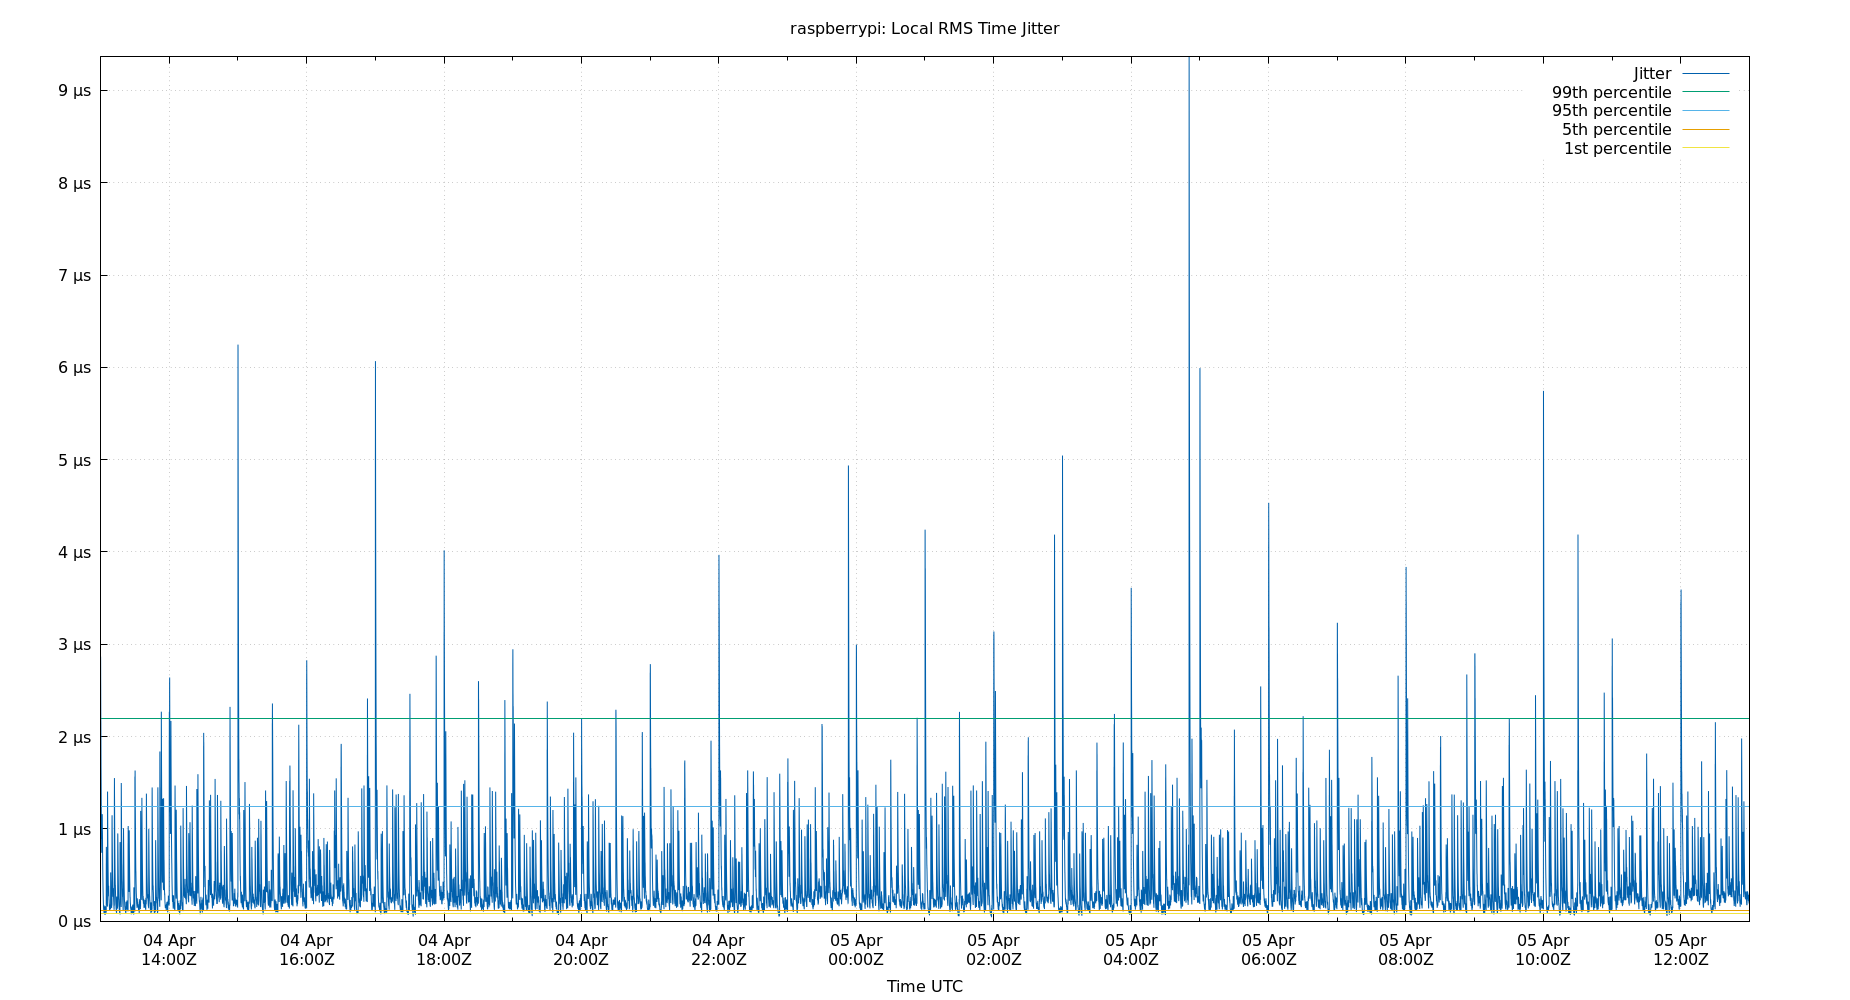 raspberrypi: Local RMS Time Jitter
Jitter
99th percentile
95th percentile
5th percentile
1st percentile
9 μs
8 μs
7 μs
6 μs
5 μs
4 μs
3 μs
2 μs
1 μs
0 μs
04 Apr 04 Apr 04 Apr 04 Apr 04 Apr 05 Apr 05 Apr 05 Apr 05 Apr 05 Apr 05 Apr 05 Apr
14:00Z 16:00Z 18:00Z 20:00Z 22:00Z 00:00Z 02:00Z 04:00Z 06:00Z 08:00Z 10:00Z 12:00Z
Time UTC